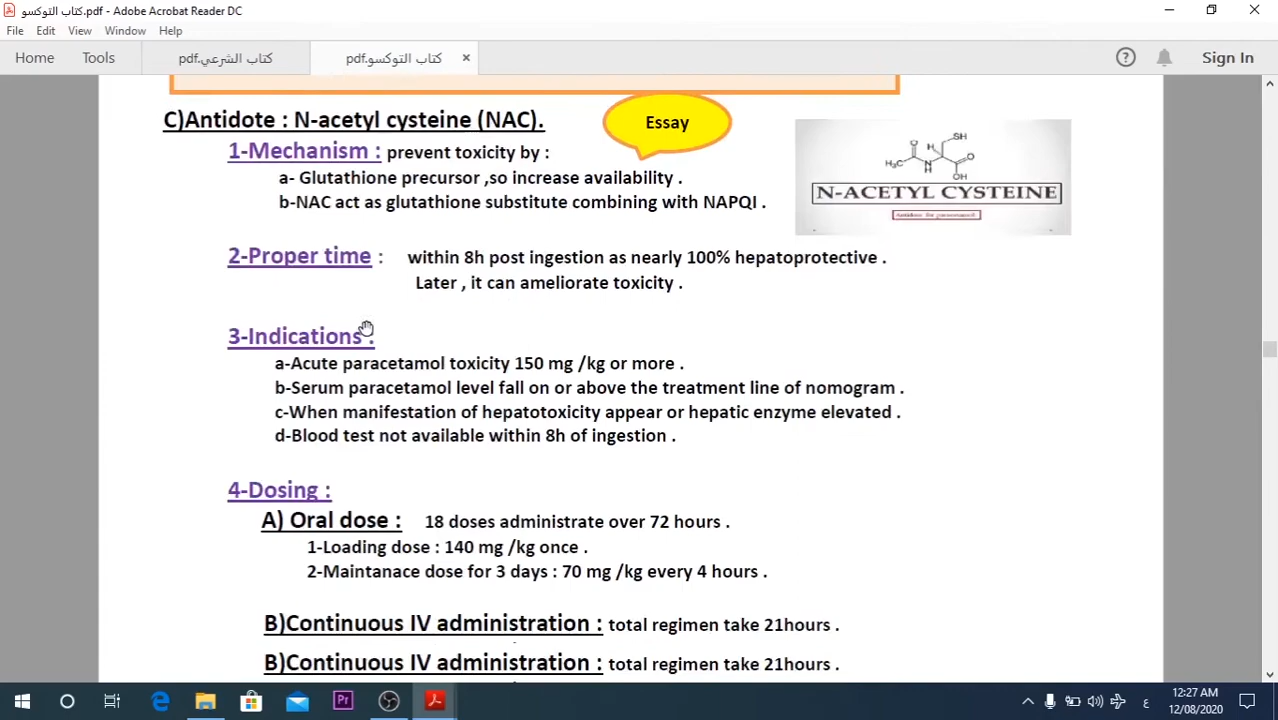 كتاب التوكسو.pdf - Adobe Acrobat Reader DC
File Edit View Window Help
Home Tools كتاب الشرعي.pdf كتاب التوكسو.pdf × ? Sign In
C)Antidote : N-acetyl cysteine (NAC).
Essay
1-Mechanism : prevent toxicity by :
a- Glutathione precursor ,so increase availability .
b-NAC act as glutathione substitute combining with NAPQI .
SH
O
H
H₃C
N
H
O
OH
N-ACETYL CYSTEINE
Antidote for paracetamol
2-Proper time : within 8h post ingestion as nearly 100% hepatoprotective .
Later , it can ameliorate toxicity .
3-Indications :
a-Acute paracetamol toxicity 150 mg /kg or more .
b-Serum paracetamol level fall on or above the treatment line of nomogram .
c-When manifestation of hepatotoxicity appear or hepatic enzyme elevated .
d-Blood test not available within 8h of ingestion .
4-Dosing :
A) Oral dose : 18 doses administrate over 72 hours .
1-Loading dose : 140 mg /kg once .
2-Maintanace dose for 3 days : 70 mg /kg every 4 hours .
B)Continuous IV administration : total regimen take 21hours .
B)Continuous IV administration : total regimen take 21hours .
Pr
ع
12:27 AM
12/08/2020